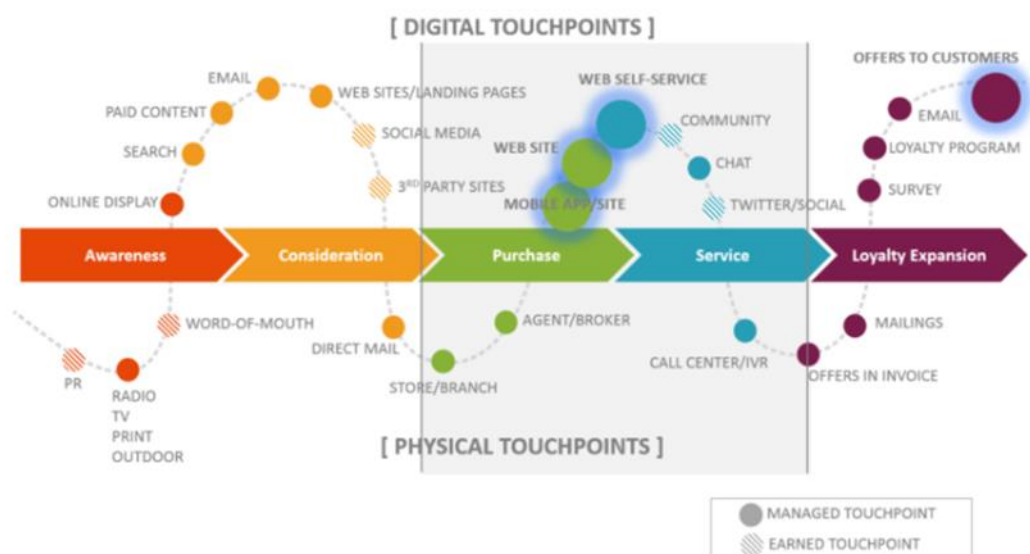 [ DIGITAL TOUCHPOINTS ]
OFFERS TO CUSTOMERS
EMAIL
WEB SELF-SERVICE
PAID CONTENT
WEB SITES/LANDING PAGES
EMAIL
SOCIAL MEDIA
COMMUNITY
SEARCH
WEB SITE
LOYALTY PROGRAM
CHAT
3RD PARTY SITES
SURVEY
ONLINE DISPLAY
MOBILE APP/SITE
TWITTER/SOCIAL
Awareness
Consideration
Purchase
Service
Loyalty Expansion
WORD-OF-MOUTH
AGENT/BROKER
MAILINGS
DIRECT MAIL
CALL CENTER/IVR
OFFERS IN INVOICE
PR
STORE/BRANCH
RADIO
TV
PRINT
OUTDOOR
[ PHYSICAL TOUCHPOINTS ]
MANAGED TOUCHPOINT
EARNED TOUCHPOINT